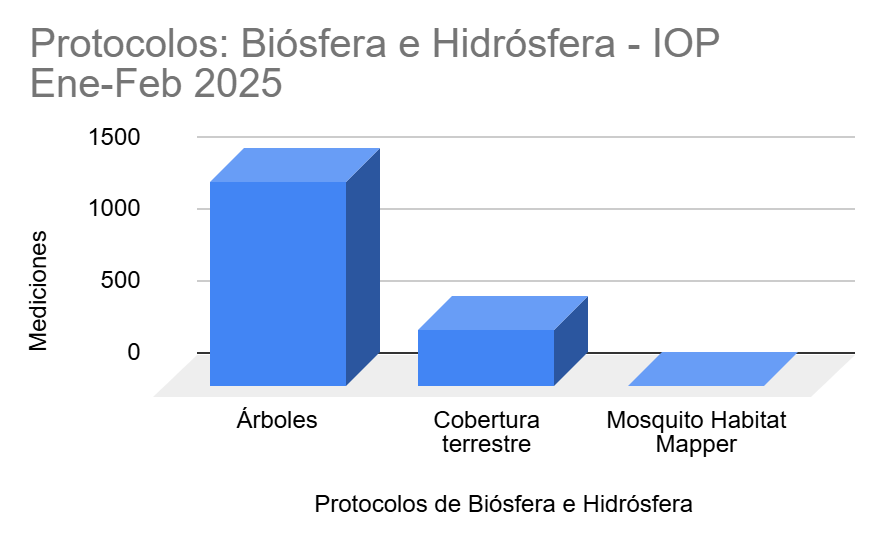 Protocolos: Biósfera e Hidrósfera - IOP
Ene-Feb 2025
1500
1000
500
0
Mediciones
Árboles
Cobertura
terrestre
Mosquito Habitat
Mapper
Protocolos de Biósfera e Hidrósfera